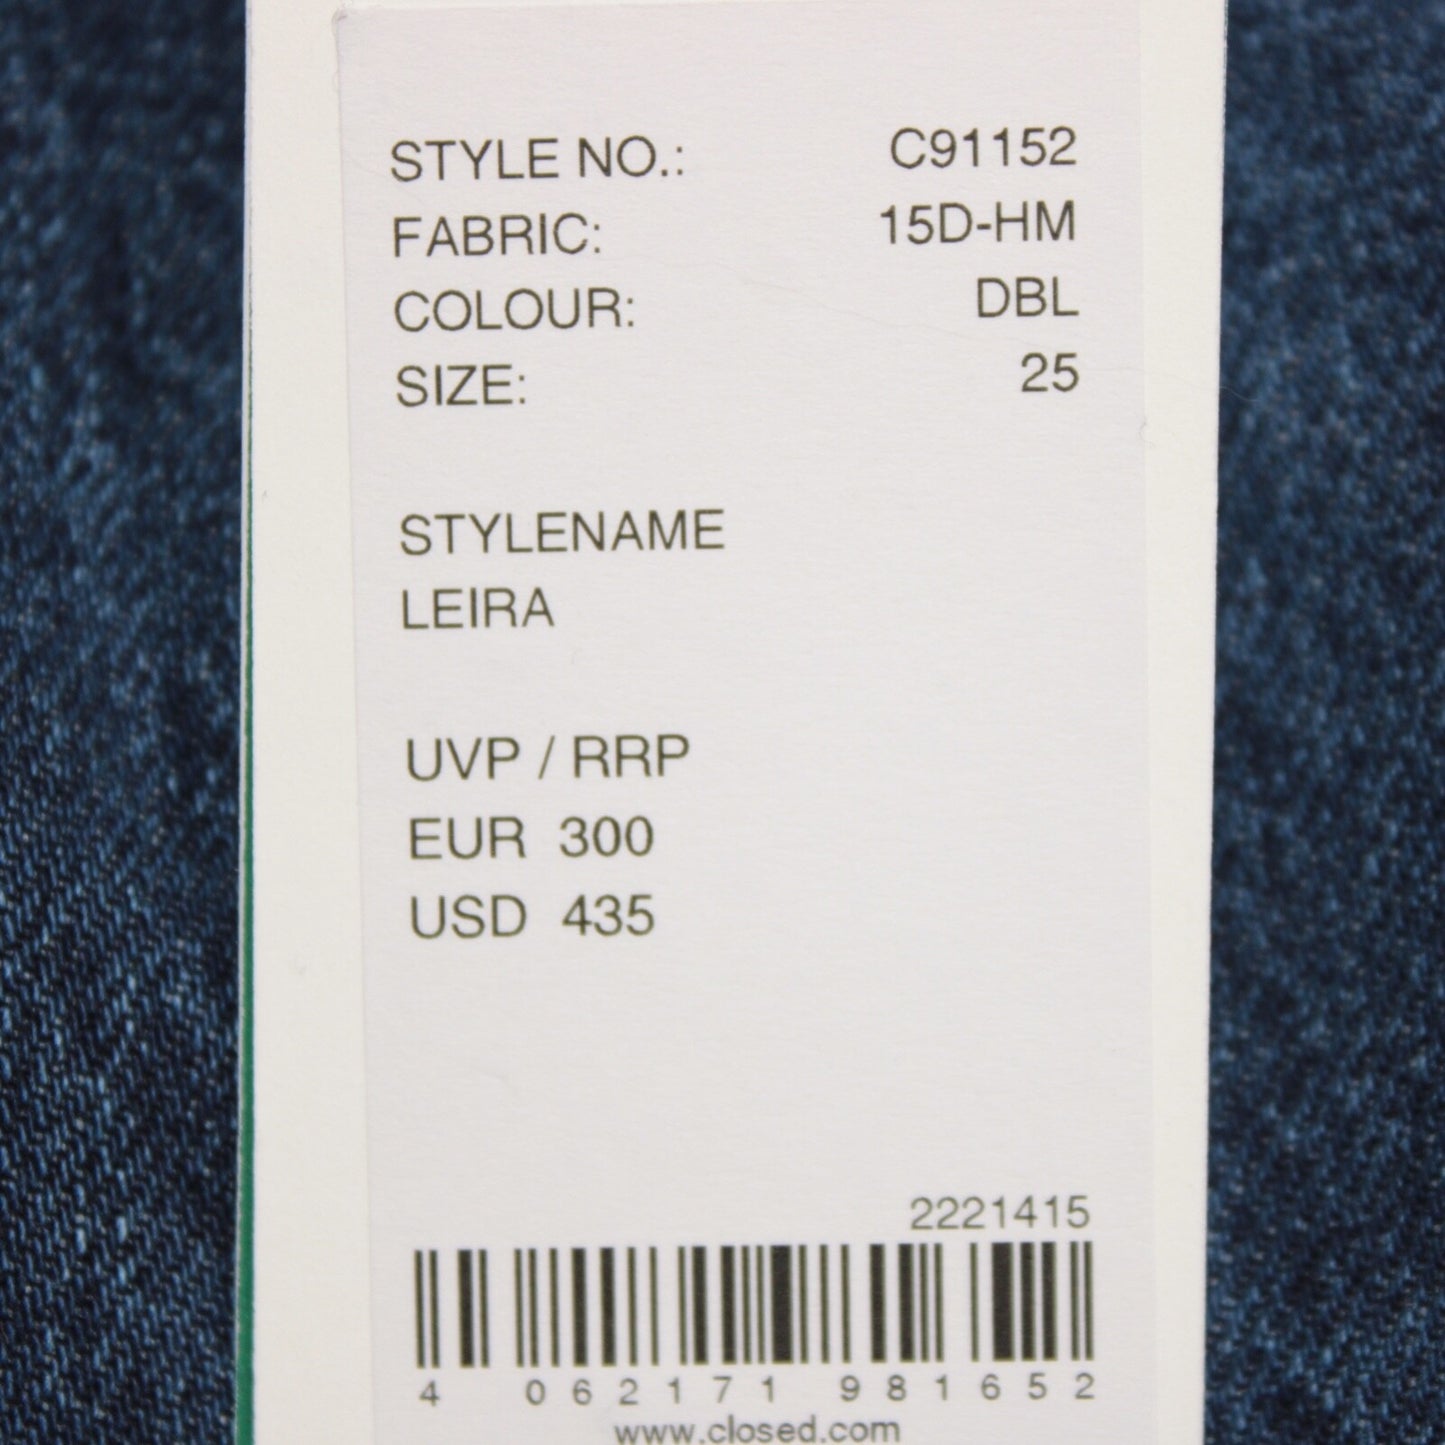 STYLE NO.: C91152
FABRIC: 15D-HM
COLOUR: DBL
SIZE: 25
STYLENAME
LEIRA
UVP / RRP
EUR 300
USD 435
2221415
4 062171 981652
www.closed.com